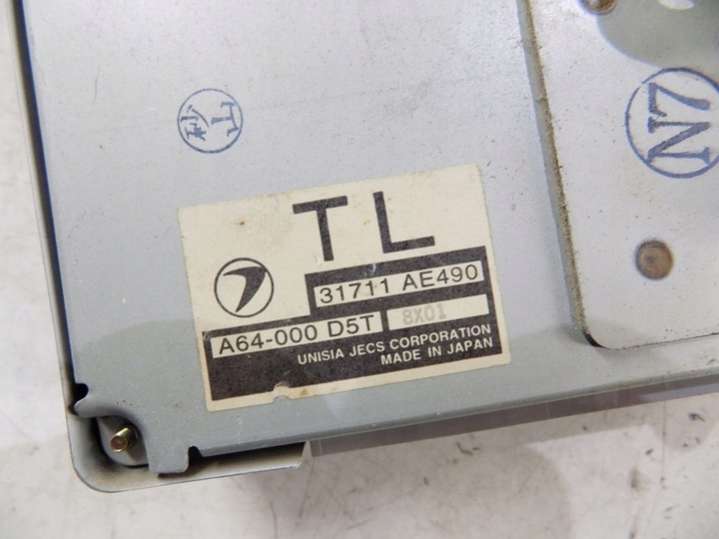 N7
TL
31711 AE490
A64-000 D5T 8X01
UNISIA JECS CORPORATION
MADE IN JAPAN